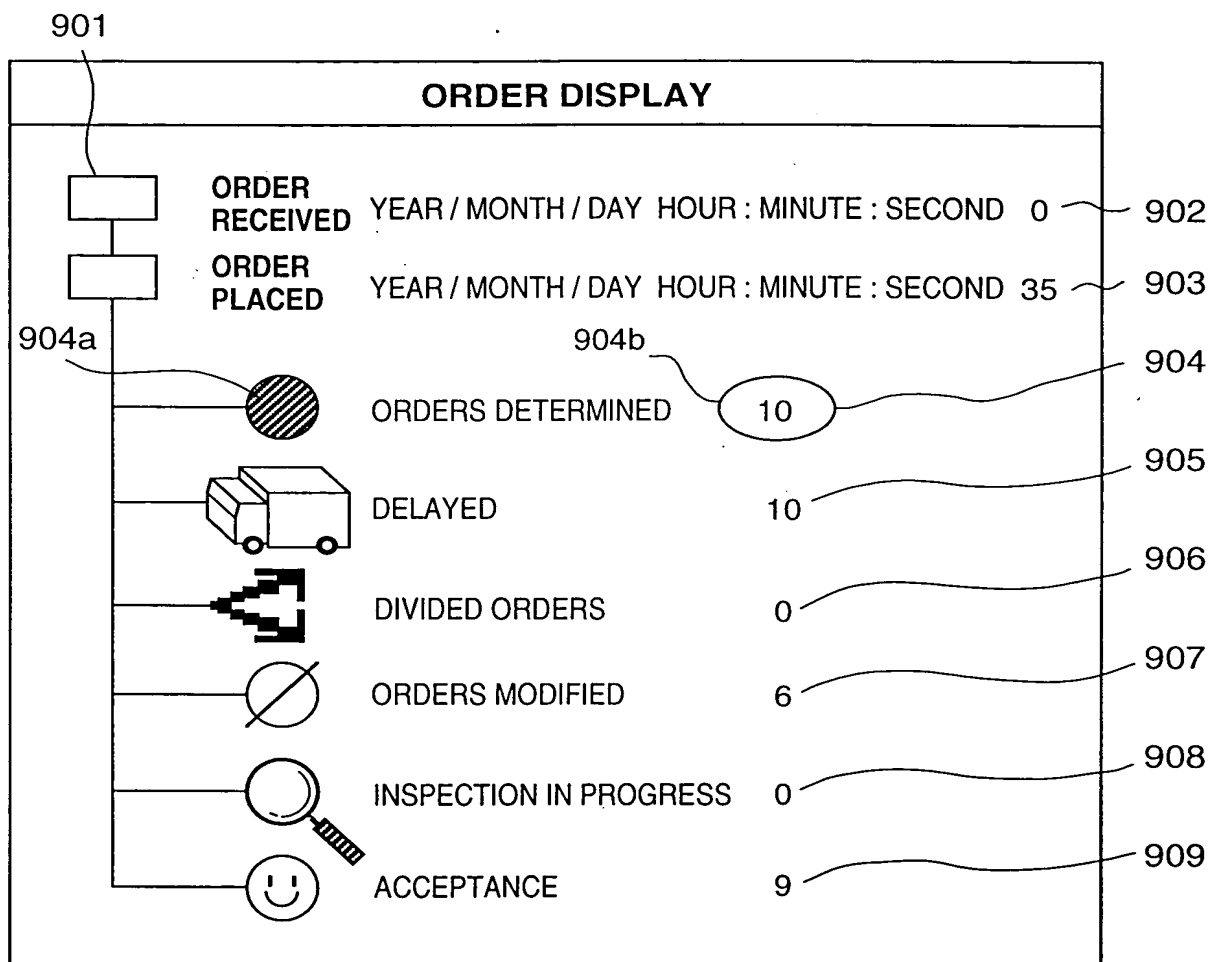 901
ORDER DISPLAY
ORDER RECEIVED YEAR / MONTH / DAY HOUR : MINUTE : SECOND 0 902
ORDER PLACED YEAR / MONTH / DAY HOUR : MINUTE : SECOND 35 903
904a 904b 904
ORDERS DETERMINED 10
905
DELAYED 10
906
DIVIDED ORDERS 0
907
ORDERS MODIFIED 6
908
INSPECTION IN PROGRESS 0
909
ACCEPTANCE 9